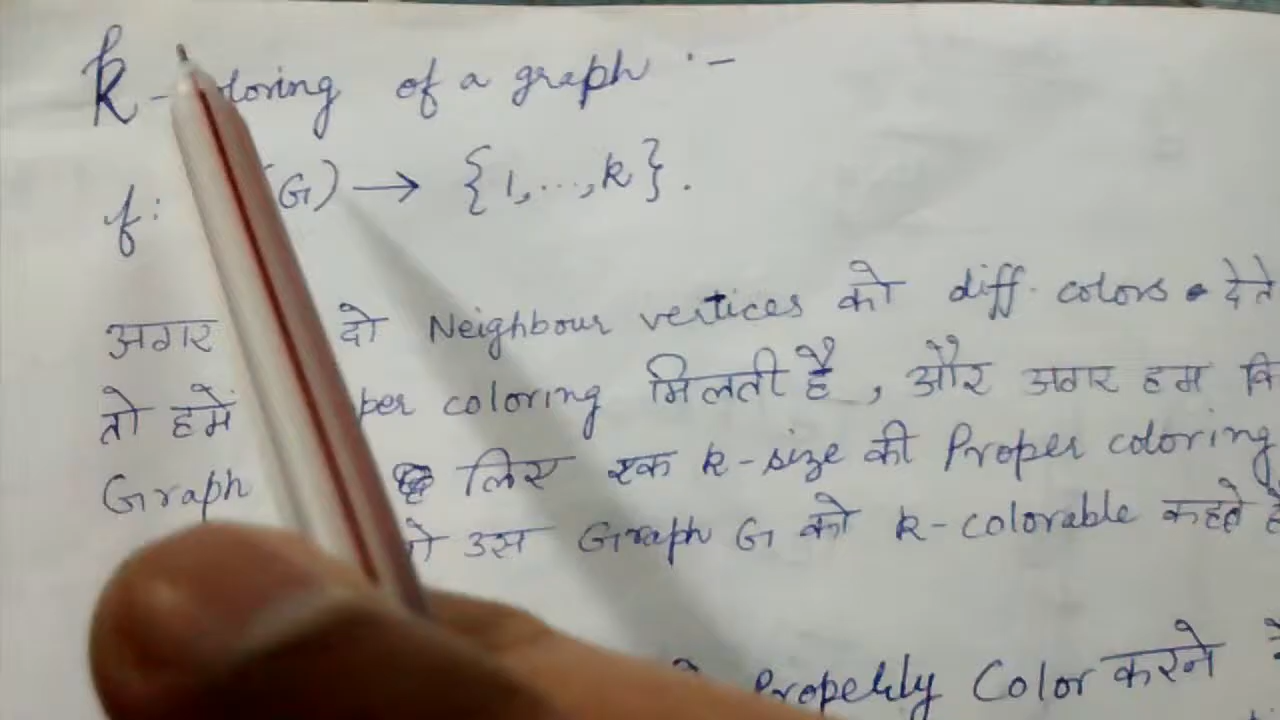 k - loring of a graph :-
f: (G) → {1,...,k}.
अगर दो Neighbour vertices को diff. colors देते
तो हमें per coloring मिलती है, और अगर हम कि
Graph लिए एक k-size की Proper coloring
तो उस Graph G को k-colorable कहते है
Properly Color करने